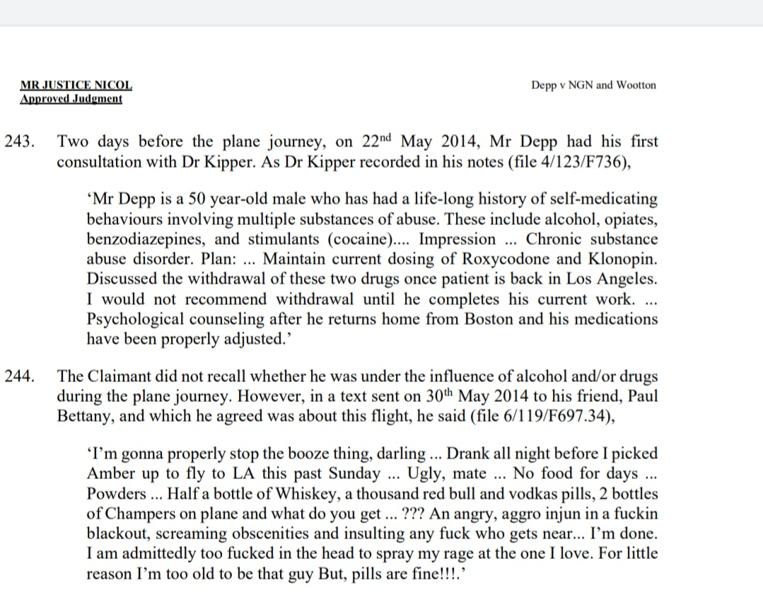 MR JUSTICE NICOL Depp v NGN and Wootton
Approved Judgment
243. Two days before the plane journey, on 22nd May 2014, Mr Depp had his first
consultation with Dr Kipper. As Dr Kipper recorded in his notes (file 4/123/F736),
‘Mr Depp is a 50 year-old male who has had a life-long history of self-medicating
behaviours involving multiple substances of abuse. These include alcohol, opiates,
benzodiazepines, and stimulants (cocaine).... Impression ... Chronic substance
abuse disorder. Plan: ... Maintain current dosing of Roxycodone and Klonopin.
Discussed the withdrawal of these two drugs once patient is back in Los Angeles.
I would not recommend withdrawal until he completes his current work. ...
Psychological counseling after he returns home from Boston and his medications
have been properly adjusted.’
244. The Claimant did not recall whether he was under the influence of alcohol and/or drugs
during the plane journey. However, in a text sent on 30th May 2014 to his friend, Paul
Bettany, and which he agreed was about this flight, he said (file 6/119/F697.34),
‘I’m gonna properly stop the booze thing, darling ... Drank all night before I picked
Amber up to fly to LA this past Sunday ... Ugly, mate ... No food for days ...
Powders ... Half a bottle of Whiskey, a thousand red bull and vodkas pills, 2 bottles
of Champers on plane and what do you get ... ??? An angry, aggro injun in a fuckin
blackout, screaming obscenities and insulting any fuck who gets near... I’m done.
I am admittedly too fucked in the head to spray my rage at the one I love. For little
reason I’m too old to be that guy But, pills are fine!!!.’